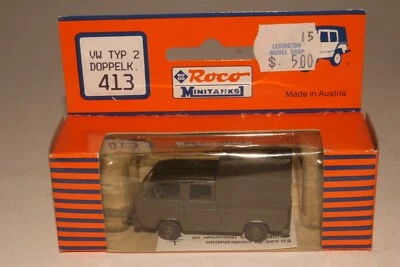 VW TYP 2
DOPPELK.
413
Roco
MINITANKS
15
LEXINGTON
MODEL SHOP
$ 5.00
Made in Austria